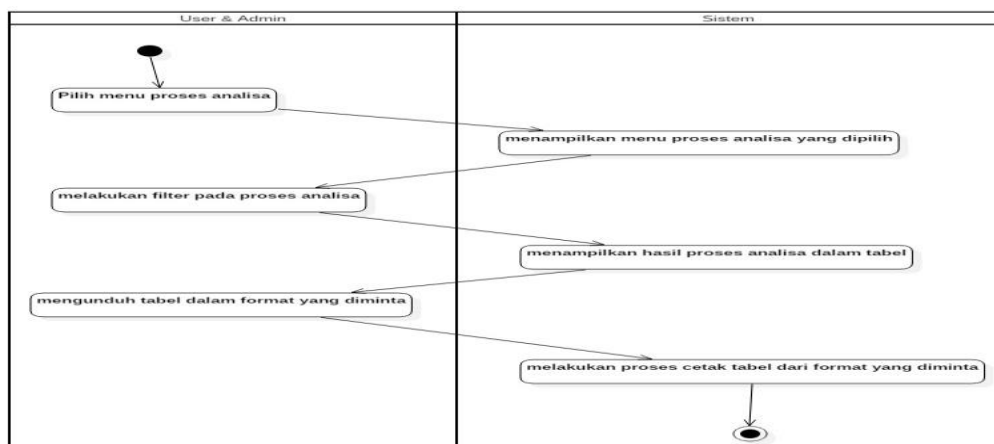 User & Admin
Sistem
Pilih menu proses analisa
menampilkan menu proses analisa yang dipilih
melakukan filter pada proses analisa
menampilkan hasil proses analisa dalam tabel
mengunduh tabel dalam format yang diminta
melakukan proses cetak tabel dari format yang diminta